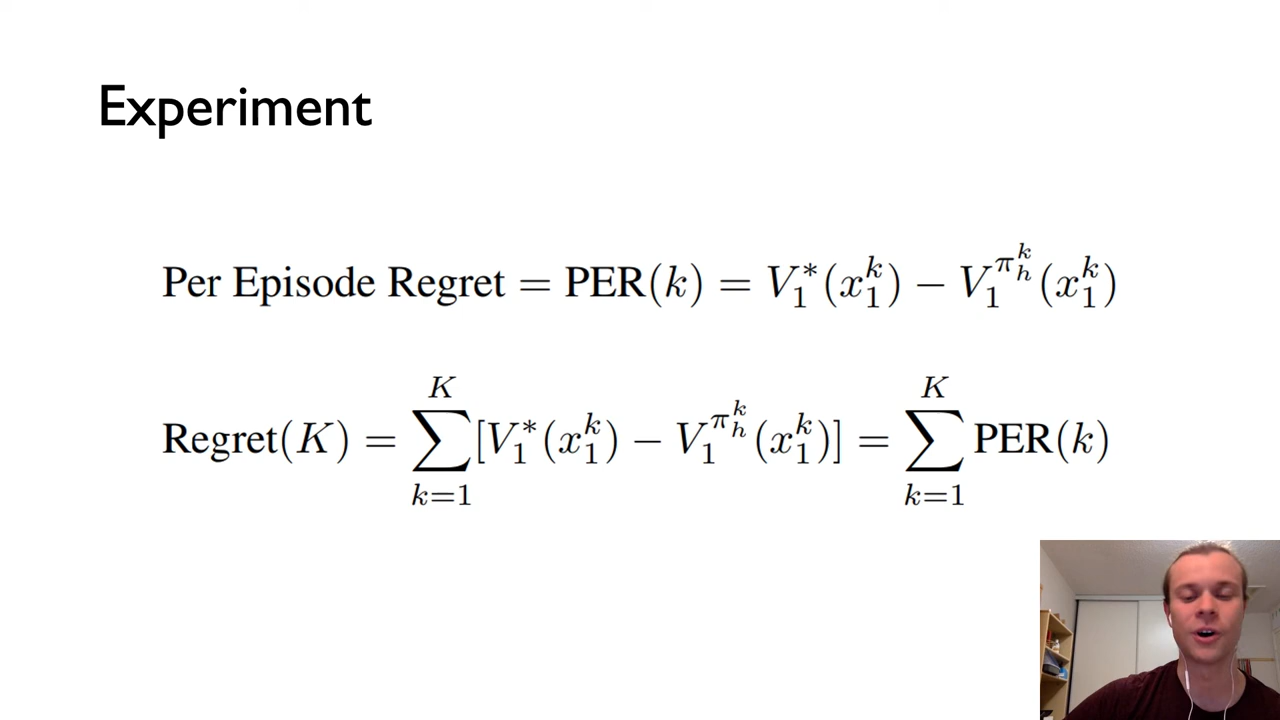 Experiment
Per Episode Regret = PER(k) = V_1^*(x_1^k) − V_1^{π_h^k}(x_1^k)
Regret(K) = ∑_{k=1}^{K} [V_1^*(x_1^k) − V_1^{π_h^k}(x_1^k)] = ∑_{k=1}^{K} PER(k)